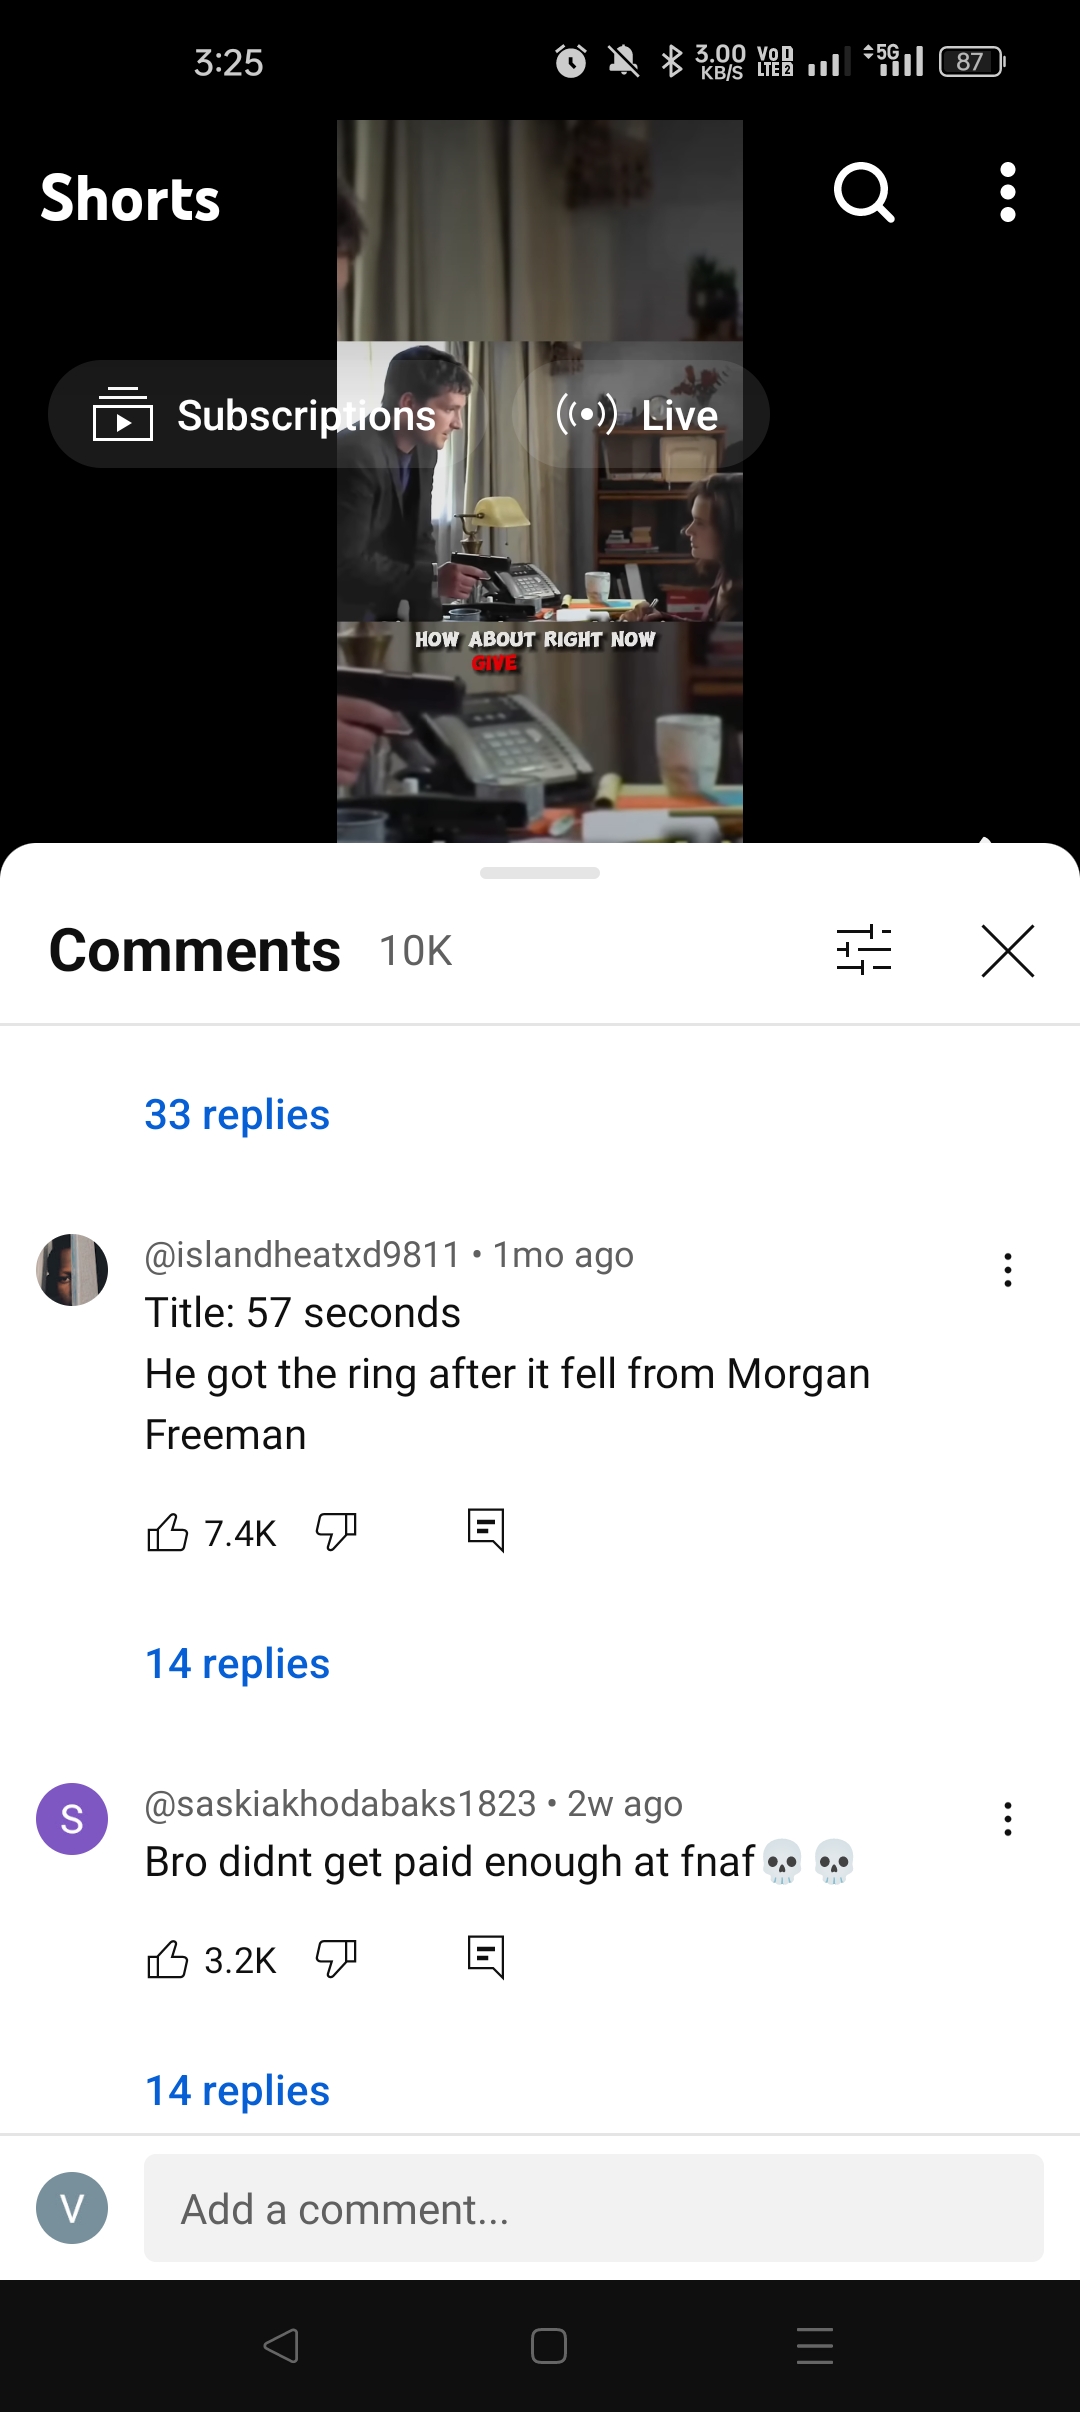 3:25
3.00 KB/S
Vo LTE 2
5G
87
Shorts
Subscriptions
Live
HOW ABOUT RIGHT NOW
GIVE
Comments 10K
33 replies
@islandheatxd9811 • 1mo ago
Title: 57 seconds
He got the ring after it fell from Morgan
Freeman
7.4K
14 replies
S
@saskiakhodabaks1823 • 2w ago
Bro didnt get paid enough at fnaf💀💀
3.2K
14 replies
V
Add a comment...